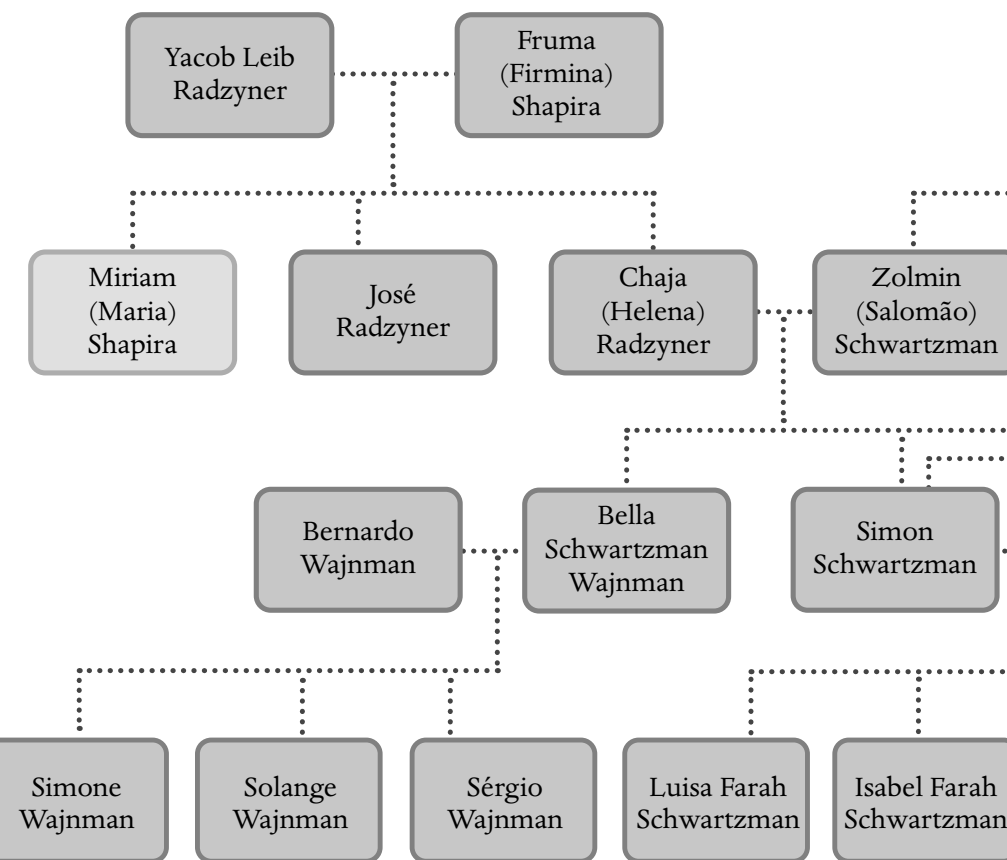 Yacob Leib
Radzyner
Fruma
(Firmina)
Shapira
Miriam
(Maria)
Shapira
José
Radzyner
Chaja
(Helena)
Radzyner
Zolmin
(Salomão)
Schwartzman
Bernardo
Wajnman
Bella
Schwartzman
Wajnman
Simon
Schwartzman
Simone
Wajnman
Solange
Wajnman
Sérgio
Wajnman
Luisa Farah
Schwartzman
Isabel Farah
Schwartzman